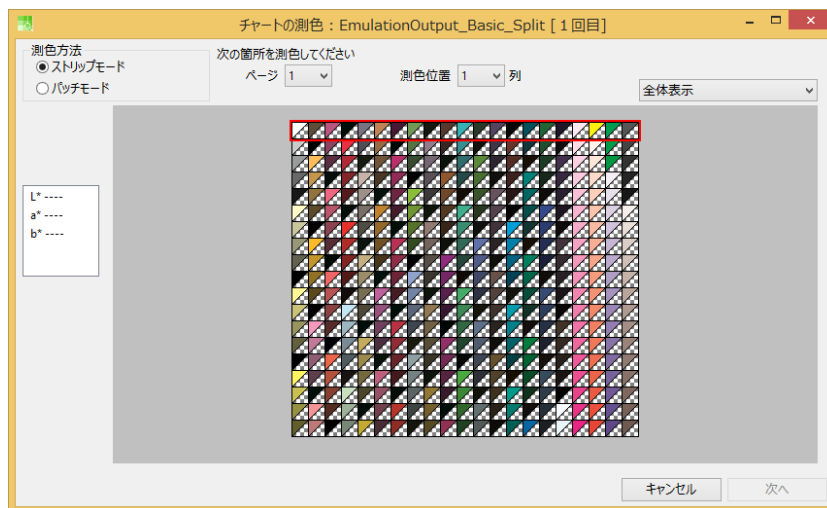 チャートの測色 : EmulationOutput_Basic_Split [ 1 回目]
測色方法
ストリップモード
パッチモード
次の箇所を測色してください
ページ 1 測色位置 1 列
全体表示
L* ----
a* ----
b* ----
キャンセル 次へ